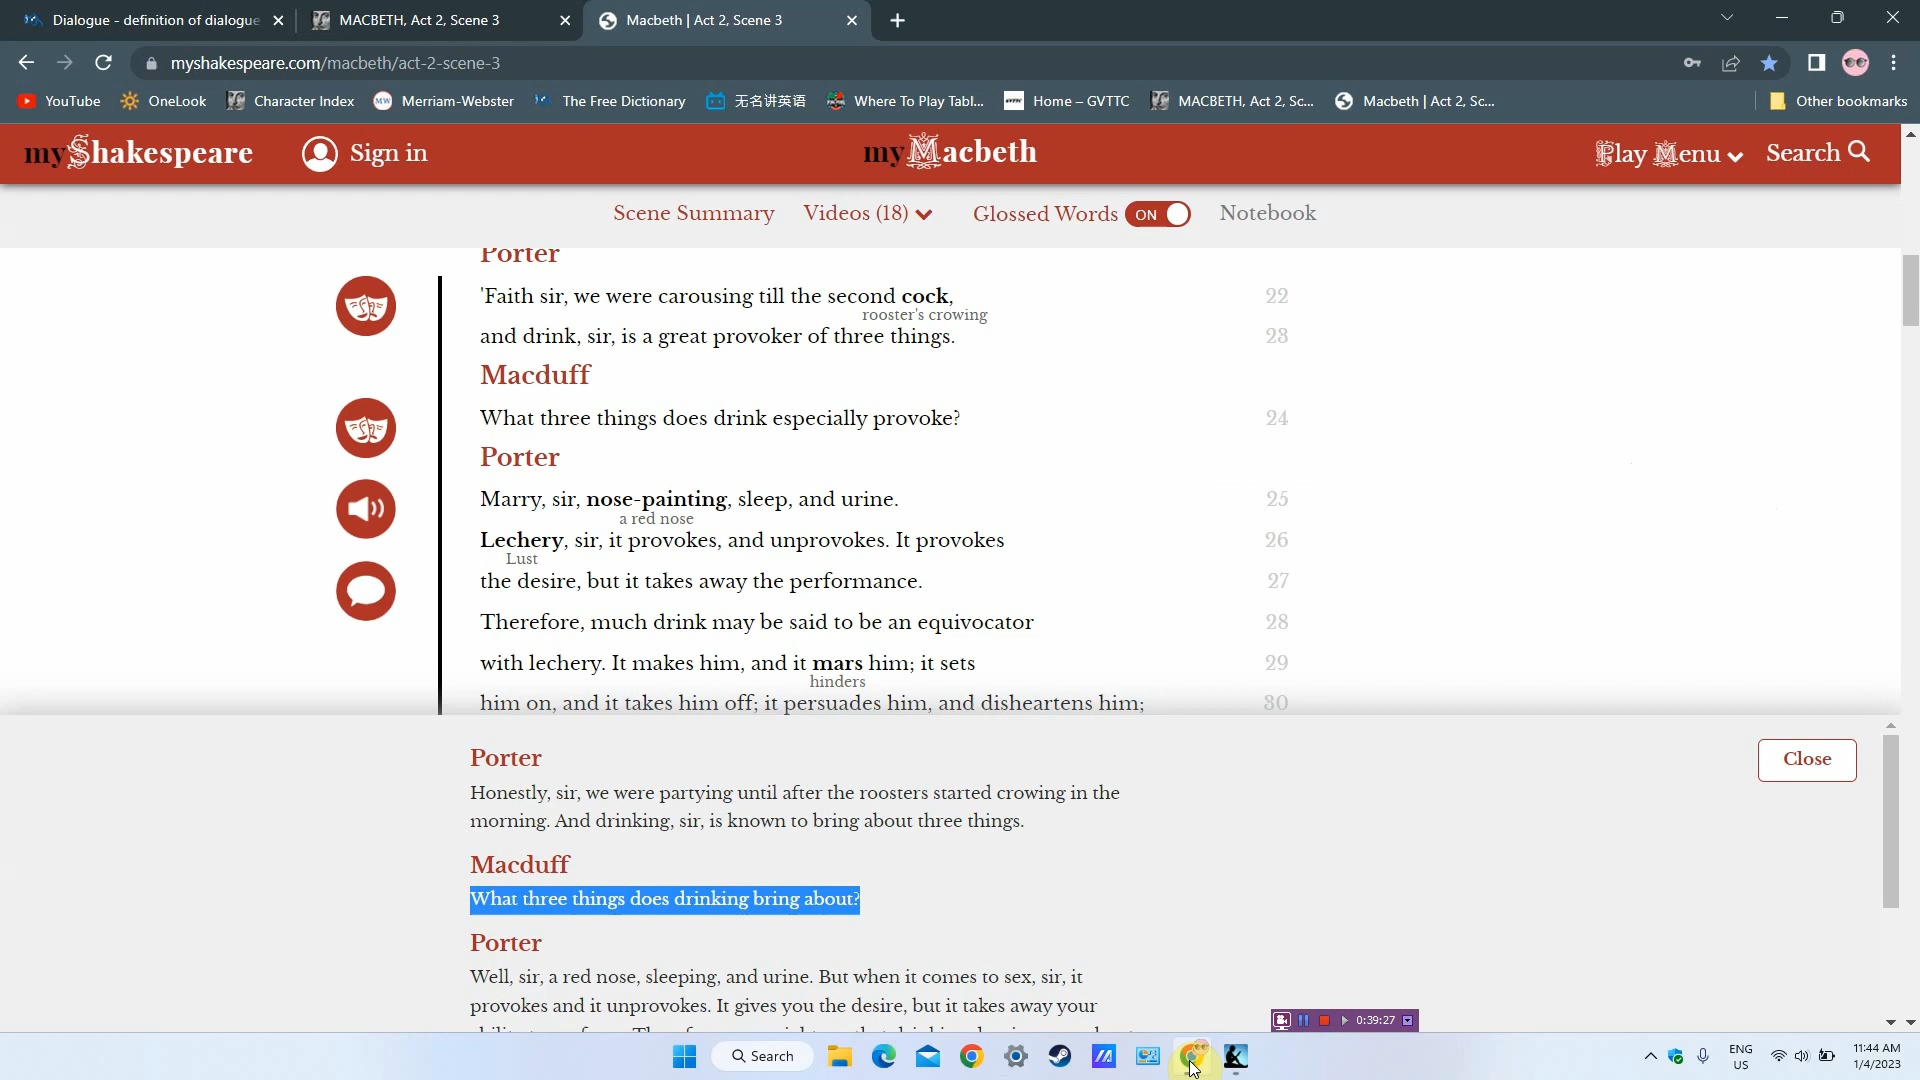 Dialogue - definition of dialogue
MACBETH, Act 2, Scene 3
Macbeth | Act 2, Scene 3
myshakespeare.com/macbeth/act-2-scene-3
YouTube
OneLook
Character Index
MW Merriam-Webster
The Free Dictionary
无名讲英语
Where To Play Tabl...
Home – GVTTC
MACBETH, Act 2, Sc...
Macbeth | Act 2, Sc...
Other bookmarks
myShakespeare
Sign in
myMacbeth
Play Menu
Search
Scene Summary
Videos (18)
Glossed Words ON
Notebook
Porter
'Faith sir, we were carousing till the second cock, 22
rooster's crowing
and drink, sir, is a great provoker of three things. 23
Macduff
What three things does drink especially provoke? 24
Porter
Marry, sir, nose-painting, sleep, and urine. 25
a red nose
Lechery, sir, it provokes, and unprovokes. It provokes 26
Lust
the desire, but it takes away the performance. 27
Therefore, much drink may be said to be an equivocator 28
with lechery. It makes him, and it mars him; it sets 29
hinders
him on, and it takes him off; it persuades him, and disheartens him; 30
Porter
Close
Honestly, sir, we were partying until after the roosters started crowing in the
morning. And drinking, sir, is known to bring about three things.
Macduff
What three things does drinking bring about?
Porter
Well, sir, a red nose, sleeping, and urine. But when it comes to sex, sir, it
provokes and it unprovokes. It gives you the desire, but it takes away your
0:39:27
Search
ENG
US
11:44 AM
1/4/2023